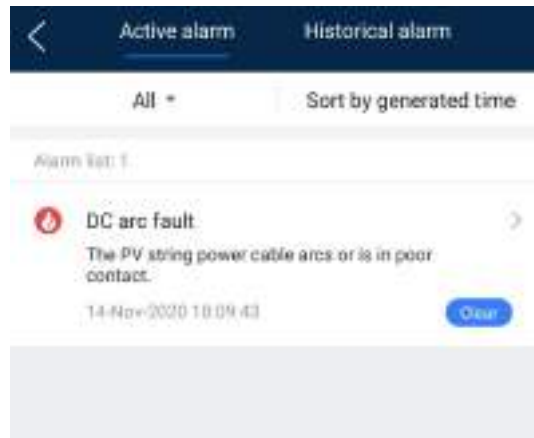 Active alarm Historical alarm
All Sort by generated time
Alarm list: 1
DC arc fault
The PV string power cable arcs or is in poor
contact.
14-Nov-2020 18:09:43
Clear